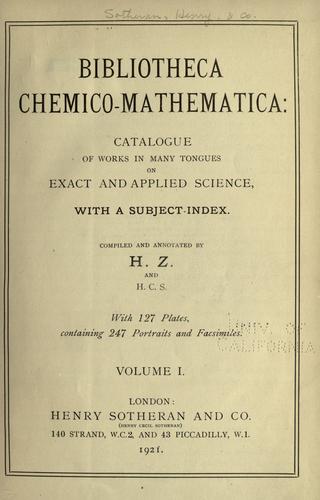 Sotheran, Henry, & Co.
BIBLIOTHECA
CHEMICO-MATHEMATICA:
CATALOGUE
OF WORKS IN MANY TONGUES
ON
EXACT AND APPLIED SCIENCE,
WITH A SUBJECT-INDEX.
COMPILED AND ANNOTATED BY
H. Z.
AND
H. C. S.
With 127 Plates,
containing 247 Portraits and Facsimiles.
UNIV. OF
CALIFORNIA
VOLUME I.
LONDON:
HENRY SOTHERAN AND CO.
(HENRY CECIL SOTHERAN)
140 STRAND, W.C.2, AND 43 PICCADILLY, W.1.
1921.